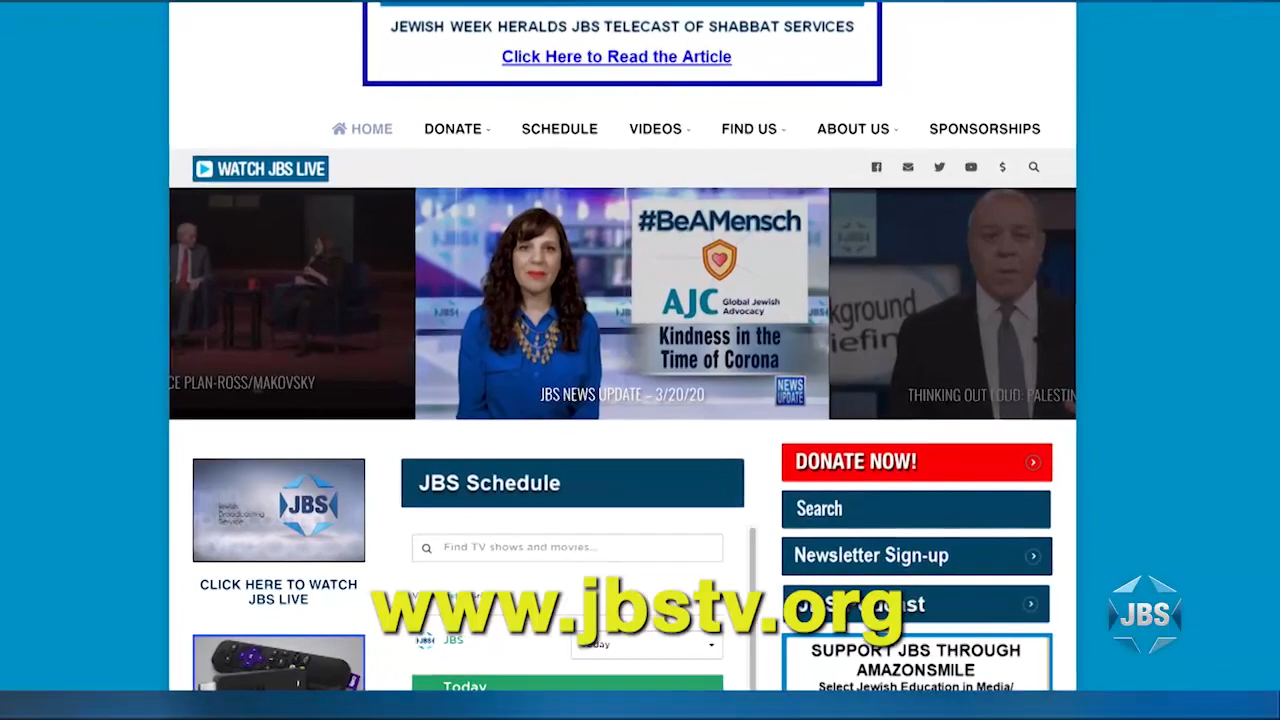 JEWISH WEEK HERALDS JBS TELECAST OF SHABBAT SERVICES
Click Here to Read the Article
HOME DONATE SCHEDULE VIDEOS FIND US ABOUT US SPONSORSHIPS
WATCH JBS LIVE
#BeAMensch
AJC Global Jewish
Advocacy
Kindness in the
Time of Corona
JBS NEWS UPDATE – 3/20/20
NEWS
UPDATE
CE PLAN-ROSS/MAKOVSKY
THINKING OUT LOUD: PALESTIN
JBS
Jewish
Broadcasting
Service
CLICK HERE TO WATCH
JBS LIVE
JBS Schedule
Find TV shows and movies...
JBS
Today
DONATE NOW!
Search
Newsletter Sign-up
www.jbstv.org
SUPPORT JBS THROUGH
AMAZONSMILE
Select Jewish Education in Media/
JBS